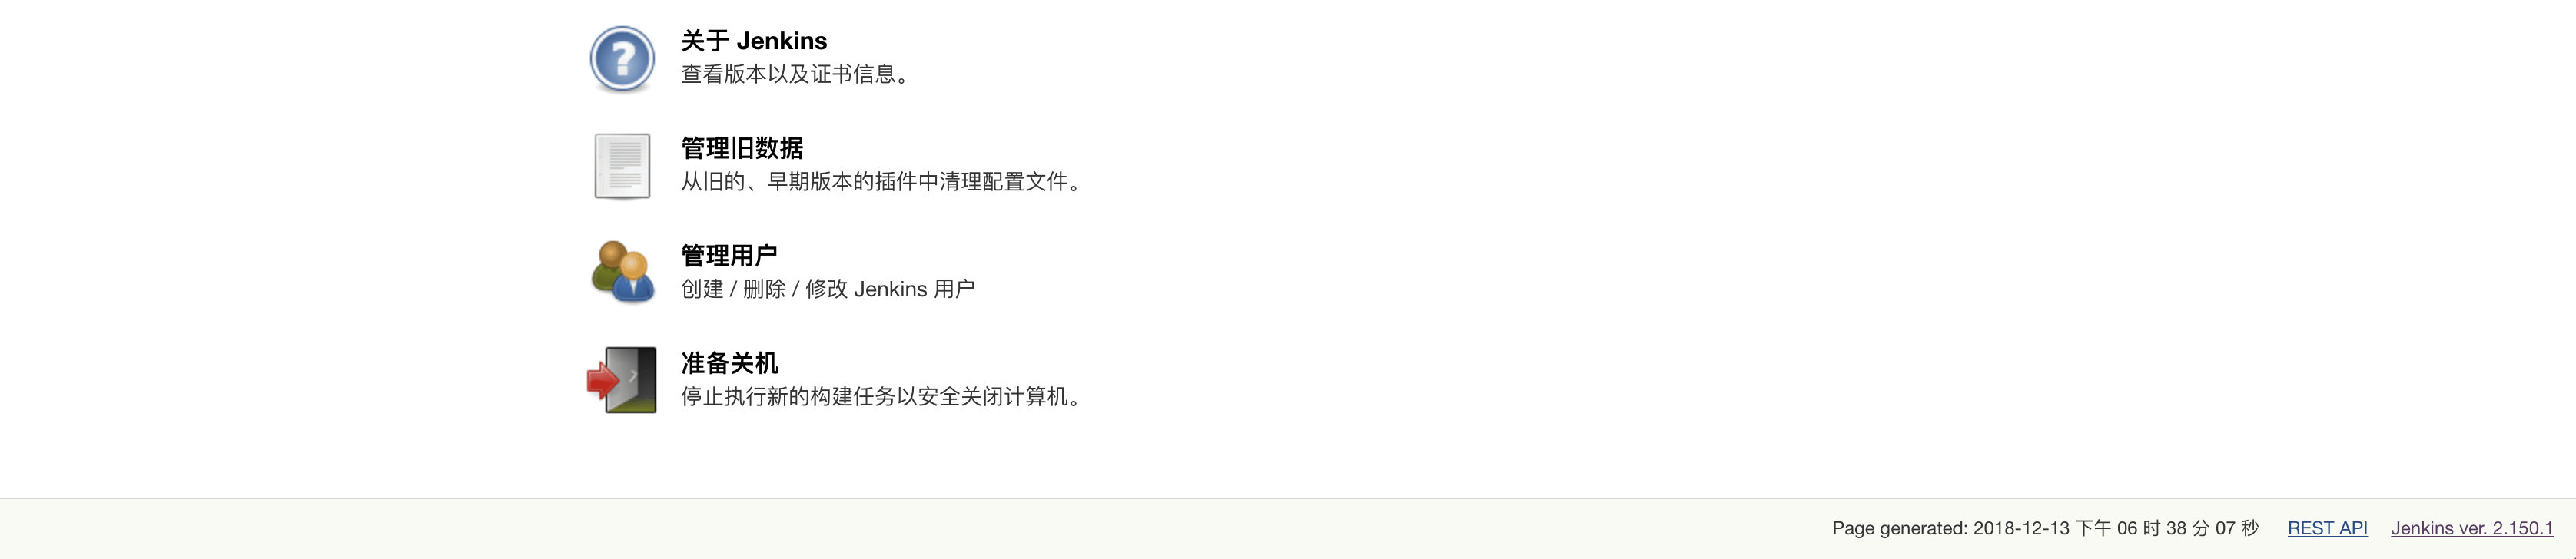 关于 Jenkins
查看版本以及证书信息。
管理旧数据
从旧的、早期版本的插件中清理配置文件。
管理用户
创建 / 删除 / 修改 Jenkins 用户
准备关机
停止执行新的构建任务以安全关闭计算机。
Page generated: 2018-12-13 下午 06 时 38 分 07 秒 REST API Jenkins ver. 2.150.1